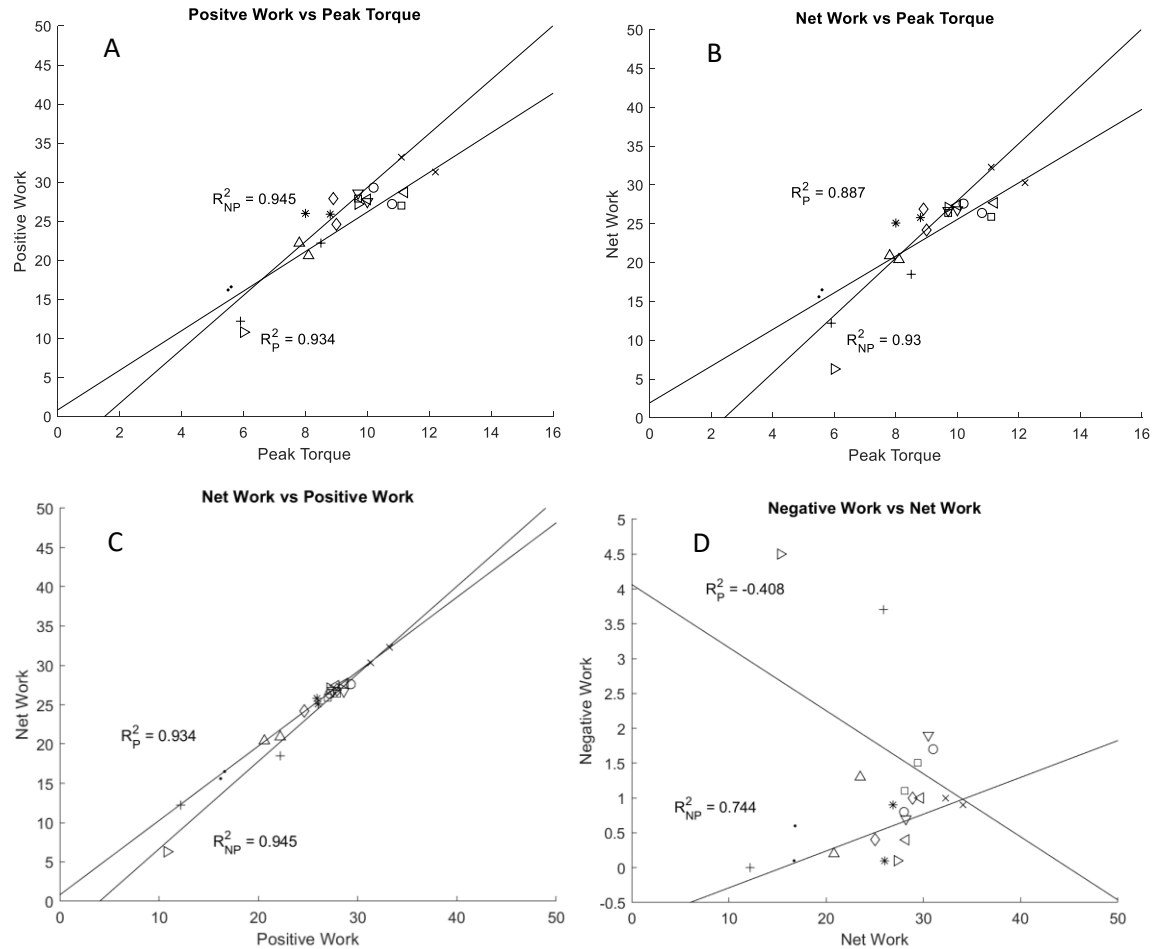 Positve Work vs Peak Torque
A
50
45
40
35
30
25
20
15
10
5
0
Positive Work
R²NP = 0.945
R²P = 0.934
0 2 4 6 8 10 12 14 16
Peak Torque
Net Work vs Peak Torque
B
50
45
40
35
30
25
20
15
10
5
0
Net Work
R²P = 0.887
R²NP = 0.93
0 2 4 6 8 10 12 14 16
Peak Torque
Net Work vs Positive Work
C
50
45
40
35
30
25
20
15
10
5
0
Net Work
R²P = 0.934
R²NP = 0.945
0 10 20 30 40 50
Positive Work
Negative Work vs Net Work
D
5
4.5
4
3.5
3
2.5
2
1.5
1
0.5
0
-0.5
Negative Work
R²P = -0.408
R²NP = 0.744
0 10 20 30 40 50
Net Work